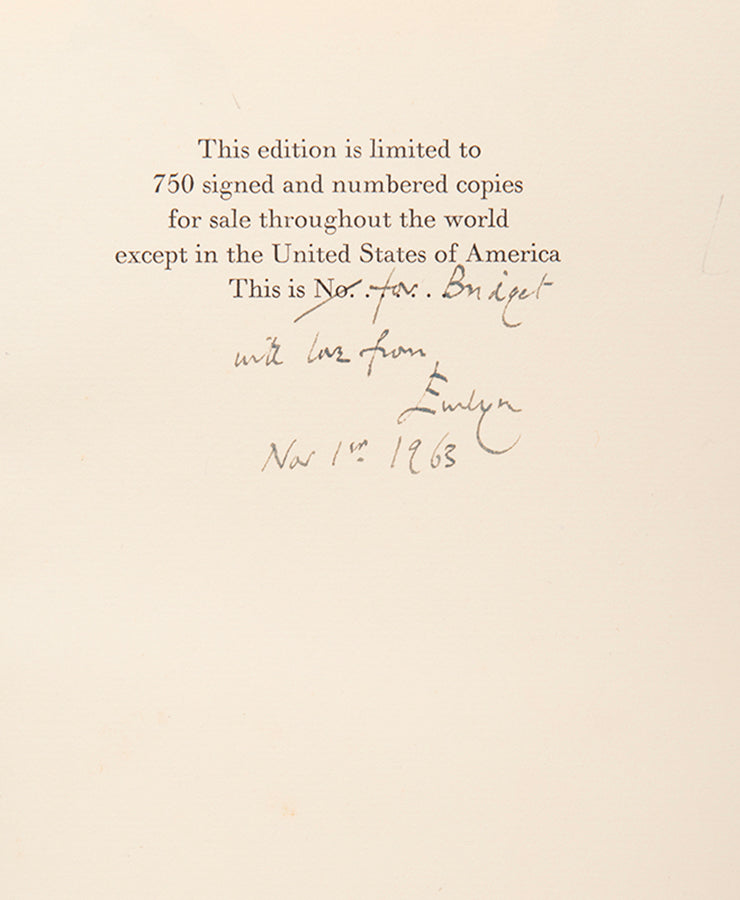 This edition is limited to
750 signed and numbered copies
for sale throughout the world
except in the United States of America
This is No. . . . . . for Bridget
with love from
Evelyn
Nov 1st 1963